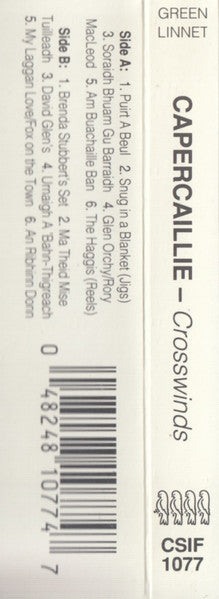 Side A: 1. Puirt A Beul 2. Snug in a Blanket (Jigs)
3. Soraidh Bhuam Gu Barraidh 4. Glen Orchy/Rory
MacLeod 5. Am Buachaille Ban 6. The Haggis (Reels)
Side B: 1. Brenda Stubbert's Set 2. Ma Theid Mise
Tuilleadh 3. David Glen's 4. Urnaigh A 'Bahn-Thigreach
5. My Laggan Love/Fox on the Town 6. An Ribhinn Donn
0 48248 10774 7
GREEN
LINNET
CAPERCAILLIE – Crosswinds
CSIF
1077